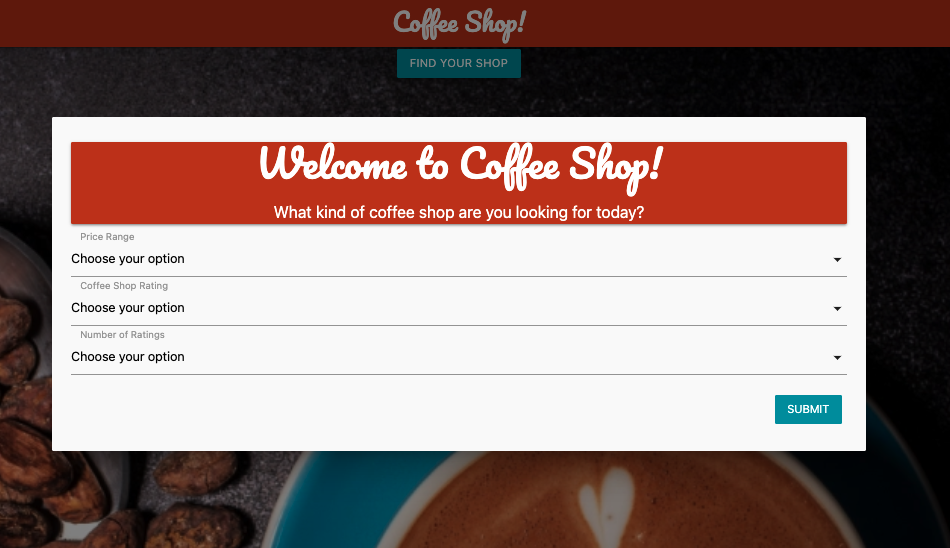 Coffee Shop!
FIND YOUR SHOP
Welcome to Coffee Shop!
What kind of coffee shop are you looking for today?
Price Range
Choose your option
Coffee Shop Rating
Choose your option
Number of Ratings
Choose your option
SUBMIT